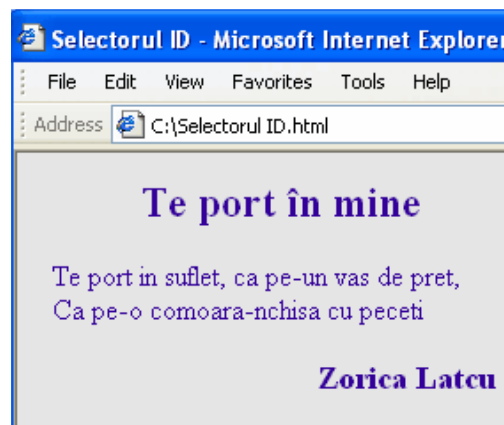 Selectorul ID - Microsoft Internet Explorer
File Edit View Favorites Tools Help
Address C:\Selectorul ID.html
Te port în mine
Te port in suflet, ca pe-un vas de pret,
Ca pe-o comoara-nchisa cu peceti
Zorica Latcu